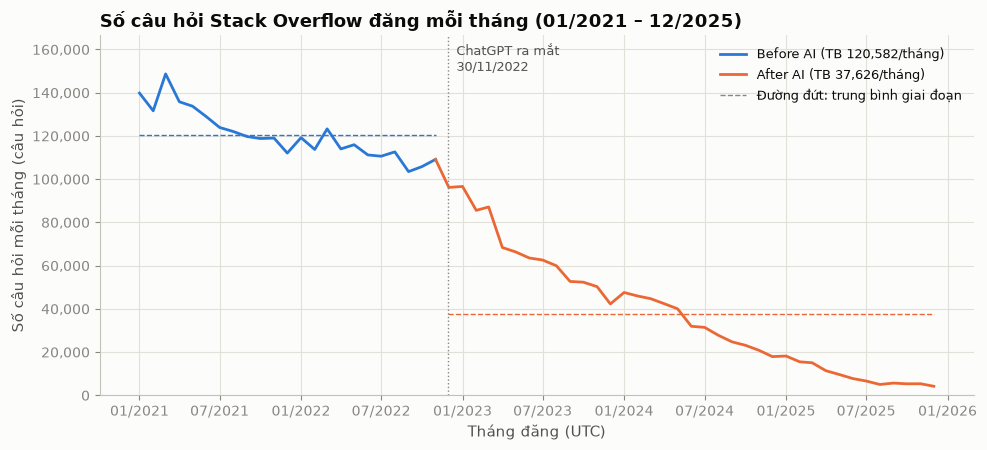 Số câu hỏi Stack Overflow đăng mỗi tháng (01/2021 – 12/2025)
ChatGPT ra mắt
30/11/2022
Before AI (TB 120,582/tháng)
After AI (TB 37,626/tháng)
Đường đứt: trung bình giai đoạn
Số câu hỏi mỗi tháng (câu hỏi)
160,000
140,000
120,000
100,000
80,000
60,000
40,000
20,000
0
01/2021 07/2021 01/2022 07/2022 01/2023 07/2023 01/2024 07/2024 01/2025 07/2025 01/2026
Tháng đăng (UTC)